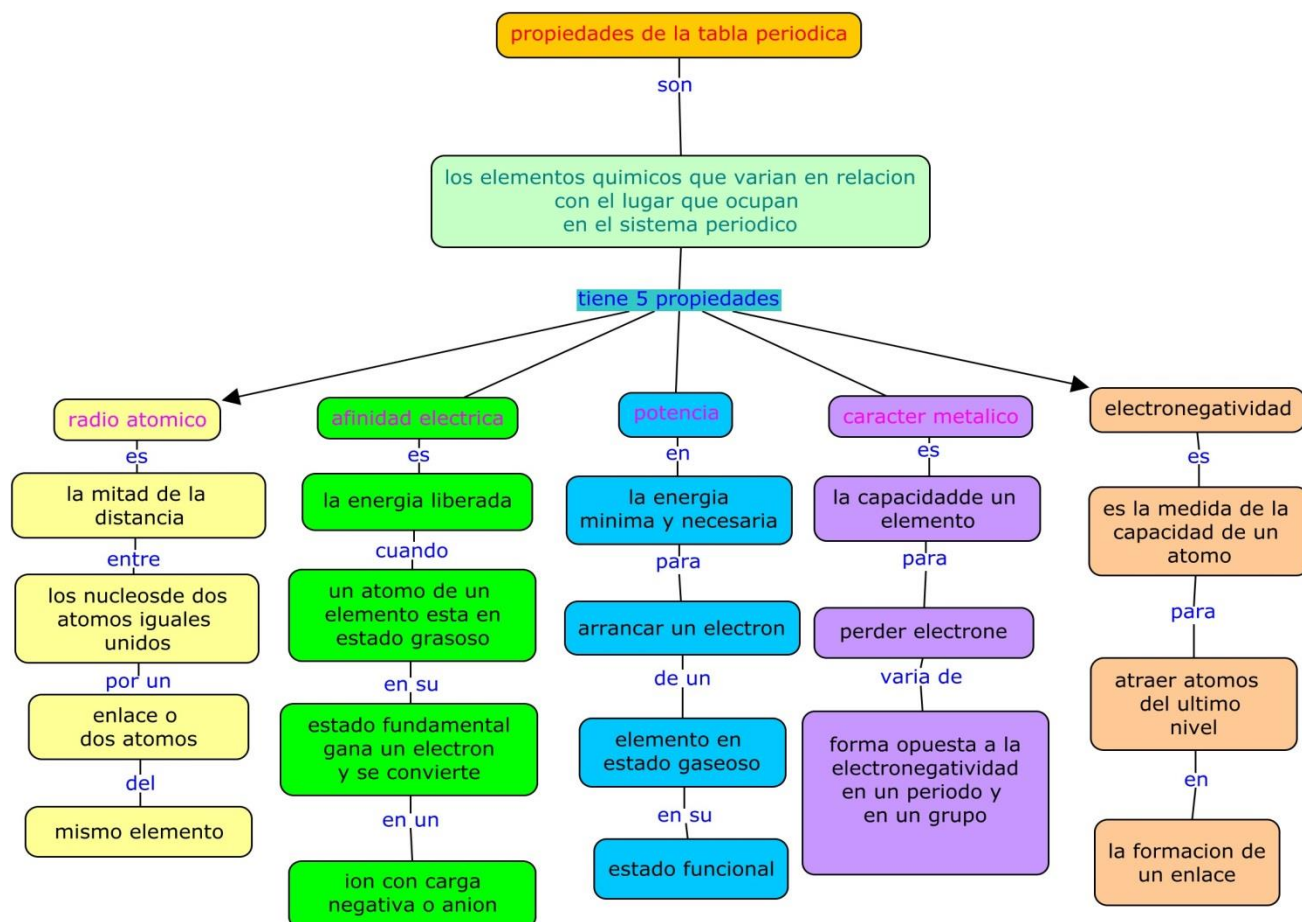 propiedades de la tabla periodica
son
los elementos quimicos que varian en relacion
con el lugar que ocupan
en el sistema periodico
tiene 5 propiedades
radio atomico
es
la mitad de la
distancia
entre
los nucleosde dos
atomos iguales
unidos
por un
enlace o
dos atomos
del
mismo elemento
afinidad electrica
es
la energia liberada
cuando
un atomo de un
elemento esta en
estado grasoso
en su
estado fundamental
gana un electron
y se convierte
en un
ion con carga
negativa o anion
potencia
en
la energia
minima y necesaria
para
arrancar un electron
de un
elemento en
estado gaseoso
en su
estado funcional
caracter metalico
es
la capacidadde un
elemento
para
perder electrone
varia de
forma opuesta a la
electronegatividad
en un periodo y
en un grupo
electronegatividad
es
es la medida de la
capacidad de un
atomo
para
atraer atomos
del ultimo
nivel
en
la formacion de
un enlace